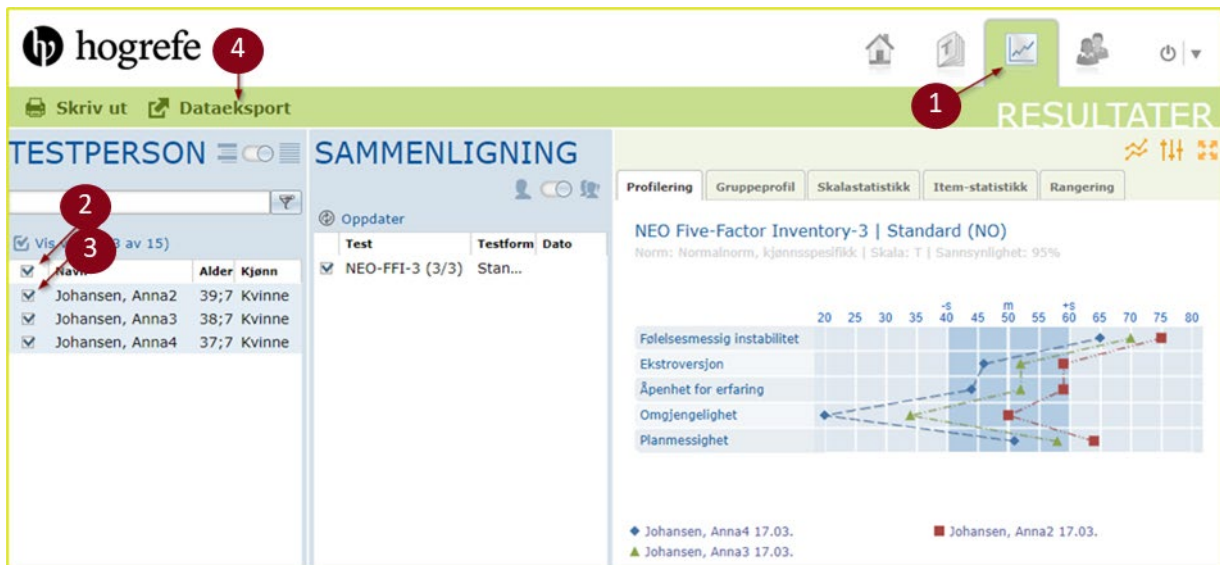 hogrefe
4
1
Skriv ut
Dataeksport
RESULTATER
TESTPERSON
2
3
Vis
3 av 15)
Navn Alder Kjønn
Johansen, Anna2 39;7 Kvinne
Johansen, Anna3 38;7 Kvinne
Johansen, Anna4 37;7 Kvinne
SAMMENLIGNING
Oppdater
Test Testform Dato
NEO-FFI-3 (3/3) Stan...
Profilering Gruppeprofil Skalastatistikk Item-statistikk Rangering
NEO Five-Factor Inventory-3 | Standard (NO)
Norm: Normalnorm, kjønnsspesifikk | Skala: T | Sannsynlighet: 95%
-s m +s
20 25 30 35 40 45 50 55 60 65 70 75 80
Følelsesmessig instabilitet
Ekstroversjon
Åpenhet for erfaring
Omgjengelighet
Planmessighet
Johansen, Anna4 17.03.
Johansen, Anna2 17.03.
Johansen, Anna3 17.03.